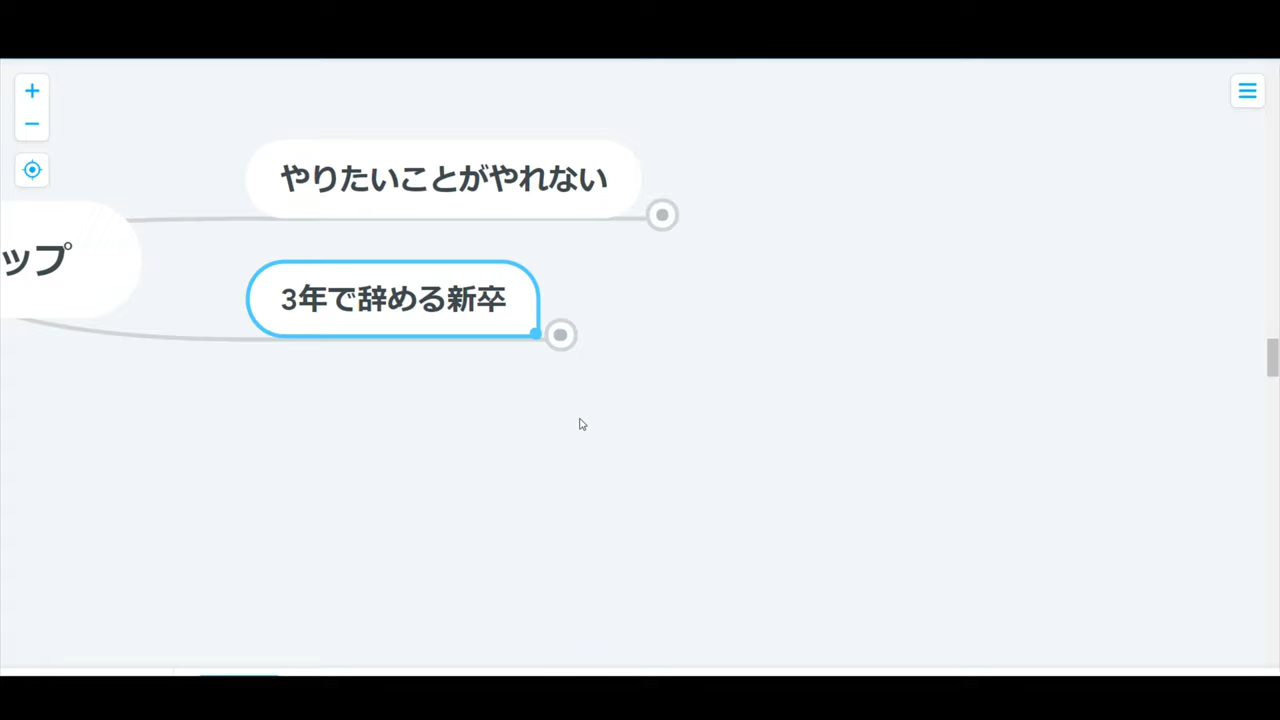 やりたいことがやれない
ップ
3年で辞める新卒